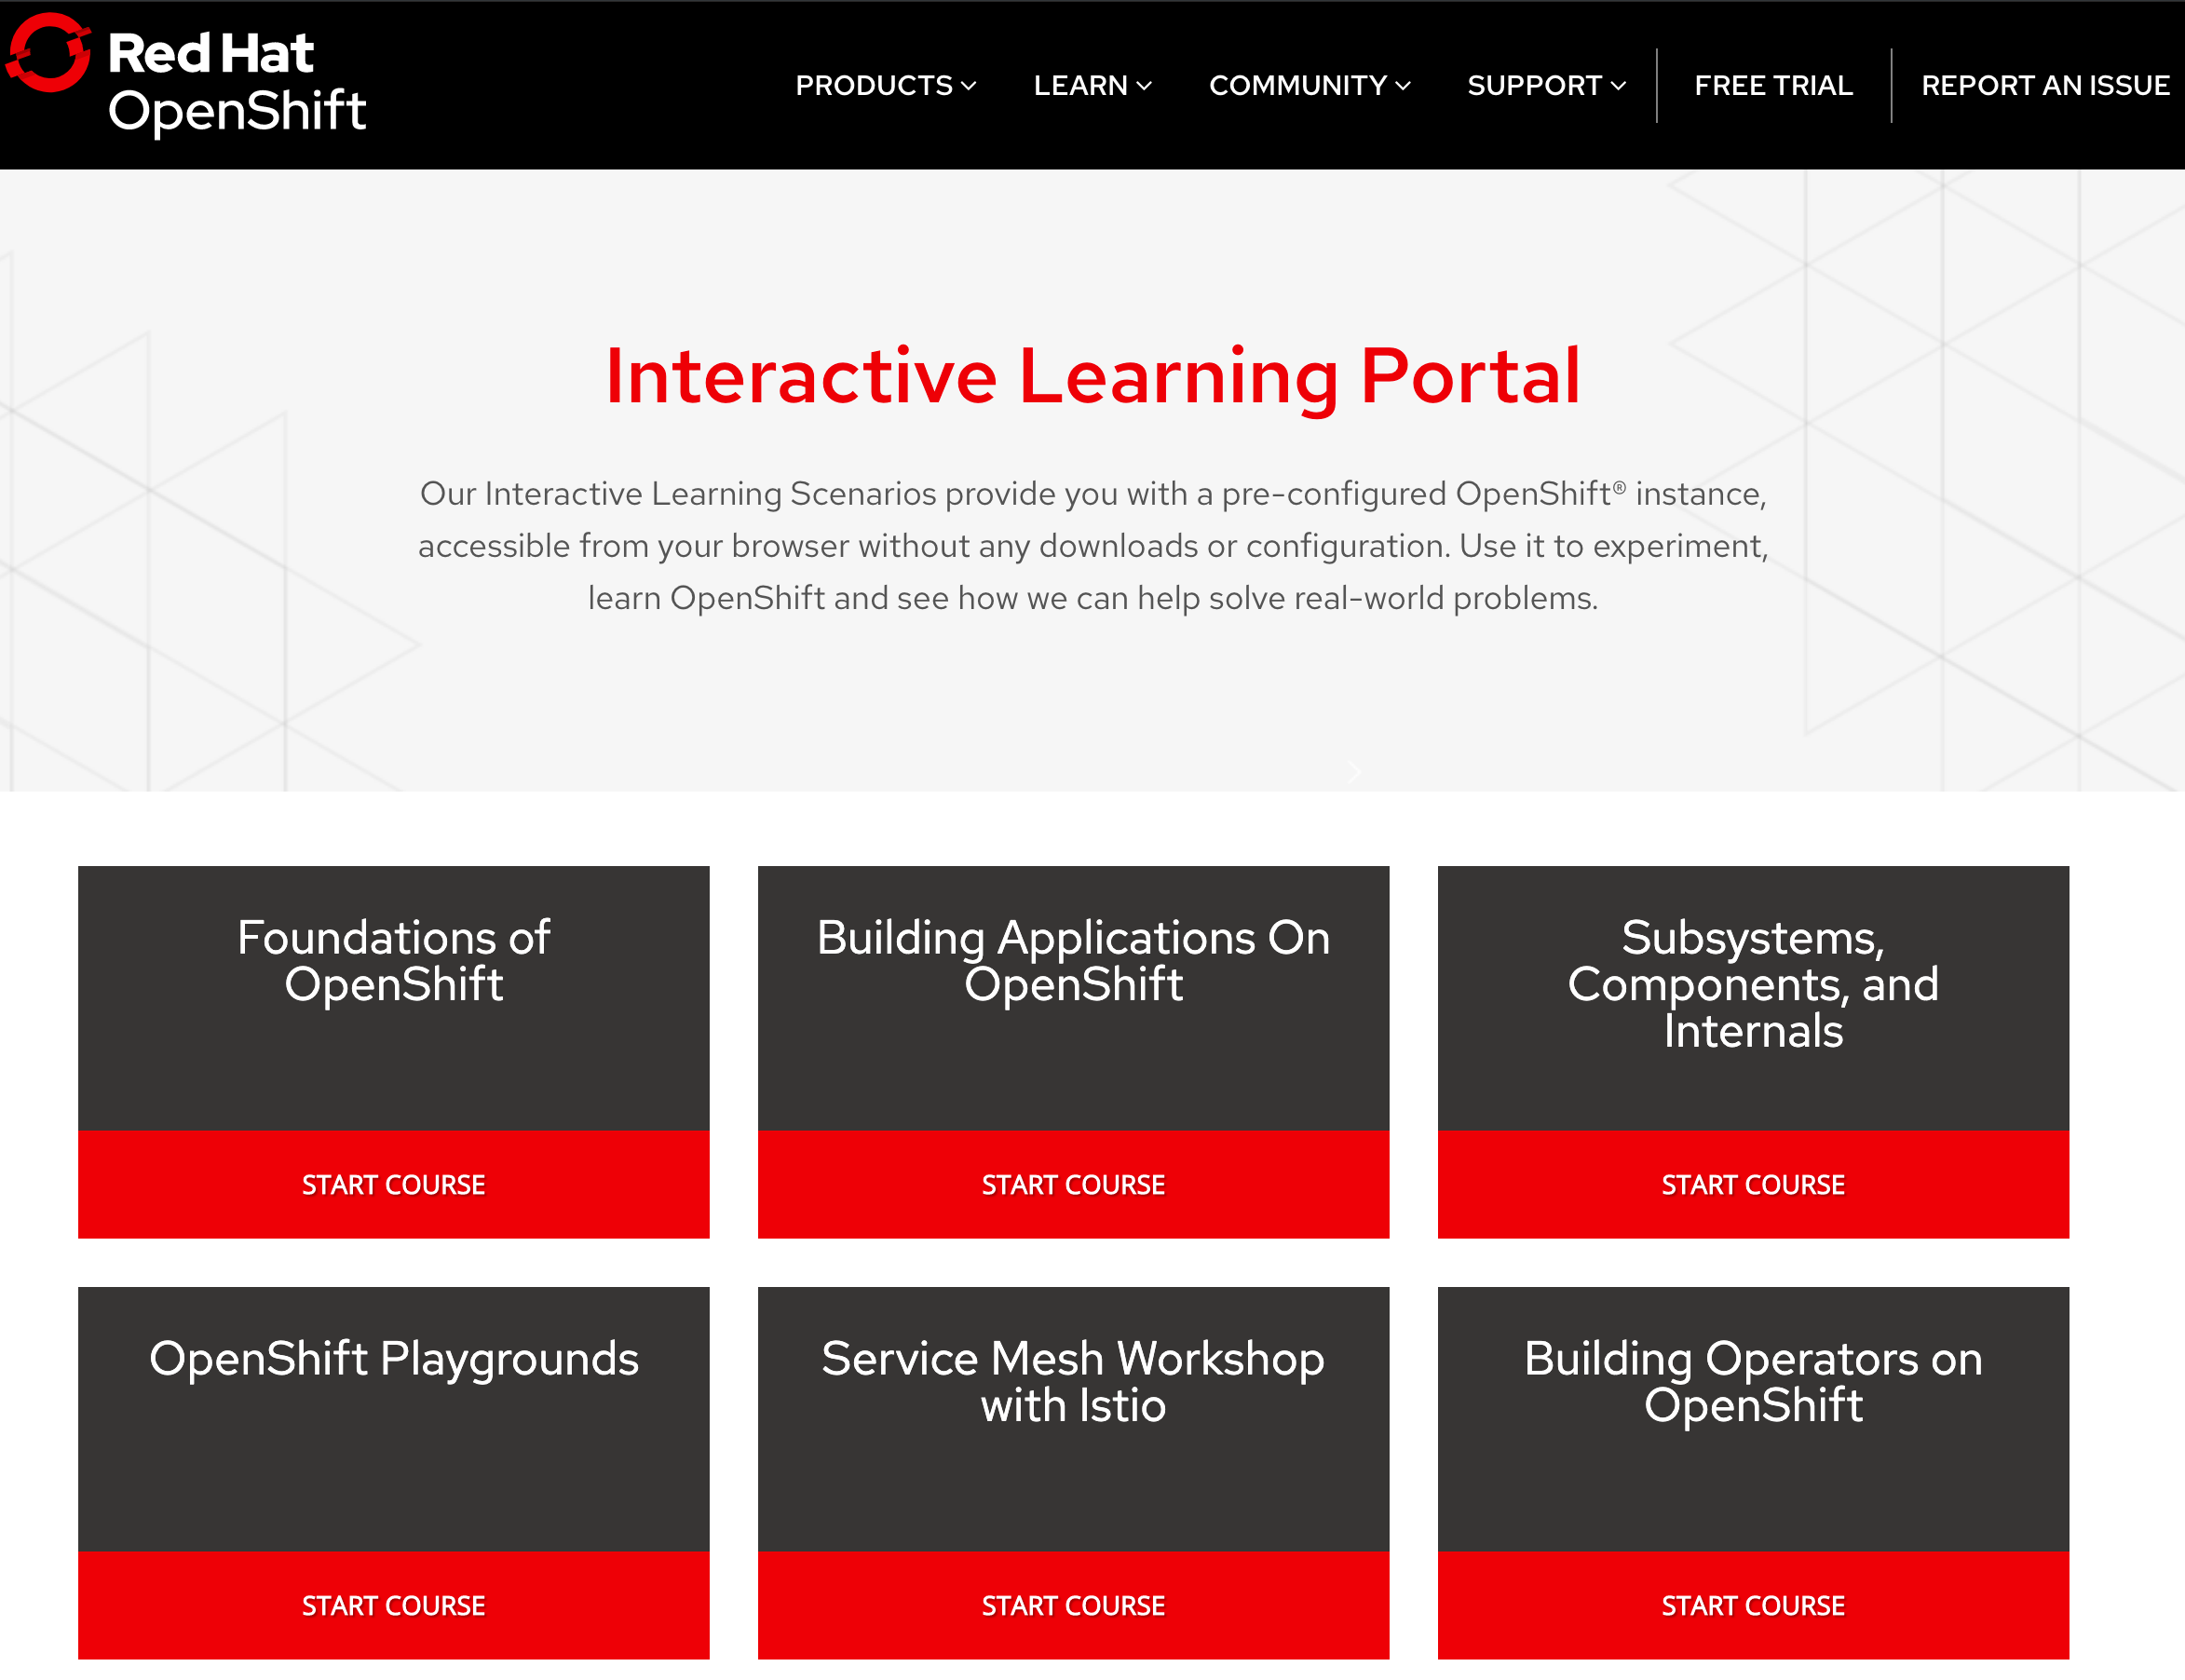 Red Hat
OpenShift
PRODUCTS
LEARN
COMMUNITY
SUPPORT
FREE TRIAL
REPORT AN ISSUE
Interactive Learning Portal
Our Interactive Learning Scenarios provide you with a pre-configured OpenShift® instance,
accessible from your browser without any downloads or configuration. Use it to experiment,
learn OpenShift and see how we can help solve real-world problems.
Foundations of
OpenShift
START COURSE
Building Applications On
OpenShift
START COURSE
Subsystems,
Components, and
Internals
START COURSE
OpenShift Playgrounds
START COURSE
Service Mesh Workshop
with Istio
START COURSE
Building Operators on
OpenShift
START COURSE